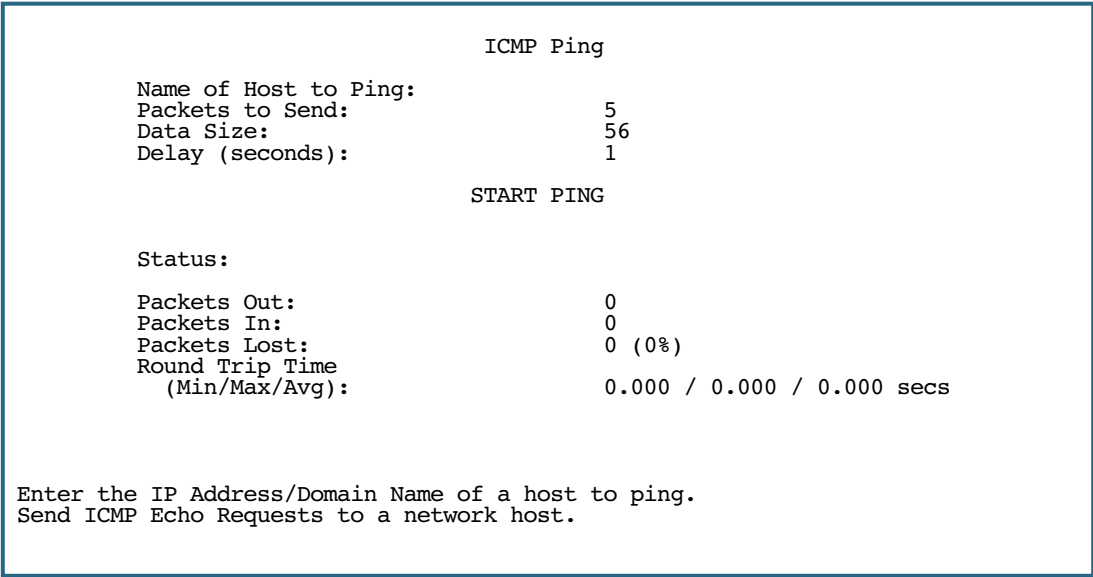 ICMP Ping
Name of Host to Ping:
Packets to Send: 5
Data Size: 56
Delay (seconds): 1
START PING
Status:
Packets Out: 0
Packets In: 0
Packets Lost: 0 (0%)
Round Trip Time
(Min/Max/Avg): 0.000 / 0.000 / 0.000 secs
Enter the IP Address/Domain Name of a host to ping.
Send ICMP Echo Requests to a network host.